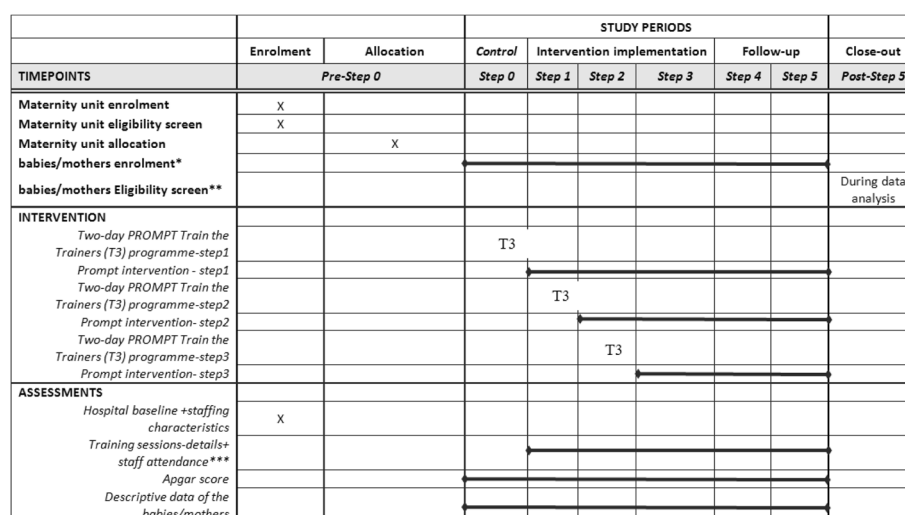 STUDY PERIODS
Enrolment Allocation Control Intervention implementation Follow-up Close-out
TIMEPOINTS Pre-Step 0 Step 0 Step 1 Step 2 Step 3 Step 4 Step 5 Post-Step 5
Maternity unit enrolment X
Maternity unit eligibility screen X
Maternity unit allocation X
babies/mothers enrolment*
babies/mothers Eligibility screen** During data
analysis
INTERVENTION
Two-day PROMPT Train the
Trainers (T3) programme-step1 T3
Prompt intervention - step1
Two-day PROMPT Train the
Trainers (T3) programme-step2 T3
Prompt intervention- step2
Two-day PROMPT Train the
Trainers (T3) programme-step3 T3
Prompt intervention- step3
ASSESSMENTS
Hospital baseline +staffing
characteristics X
Training sessions-details+
staff attendance***
Apgar score
Descriptive data of the
babies/mothers